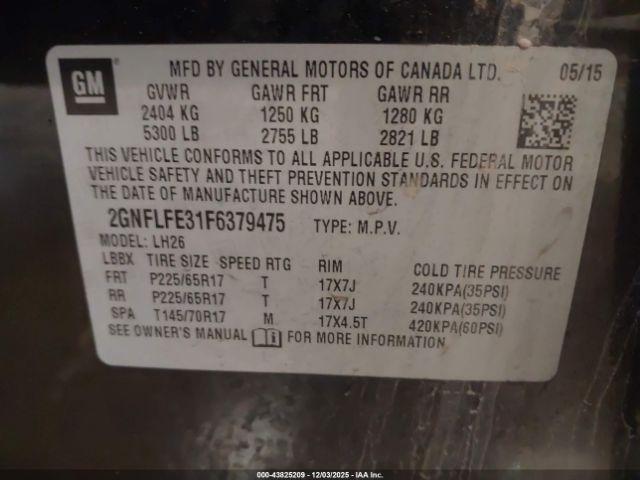 GM
MFD BY GENERAL MOTORS OF CANADA LTD. 05/15
GVWR GAWR FRT GAWR RR
2404 KG 1250 KG 1280 KG
5300 LB 2755 LB 2821 LB
THIS VEHICLE CONFORMS TO ALL APPLICABLE U.S. FEDERAL MOTOR
VEHICLE SAFETY AND THEFT PREVENTION STANDARDS IN EFFECT ON
THE DATE OF MANUFACTURE SHOWN ABOVE.
2GNFLFE31F6379475 TYPE: M.P.V.
MODEL: LH26
LBBX TIRE SIZE SPEED RTG RIM COLD TIRE PRESSURE
FRT P225/65R17 T 17X7J 240KPA(35PSI)
RR P225/65R17 T 17X7J 240KPA(35PSI)
SPA T145/70R17 M 17X4.5T 420KPA(60PSI)
SEE OWNER'S MANUAL FOR MORE INFORMATION
000-43825209 - 12/03/2025 - IAA Inc.